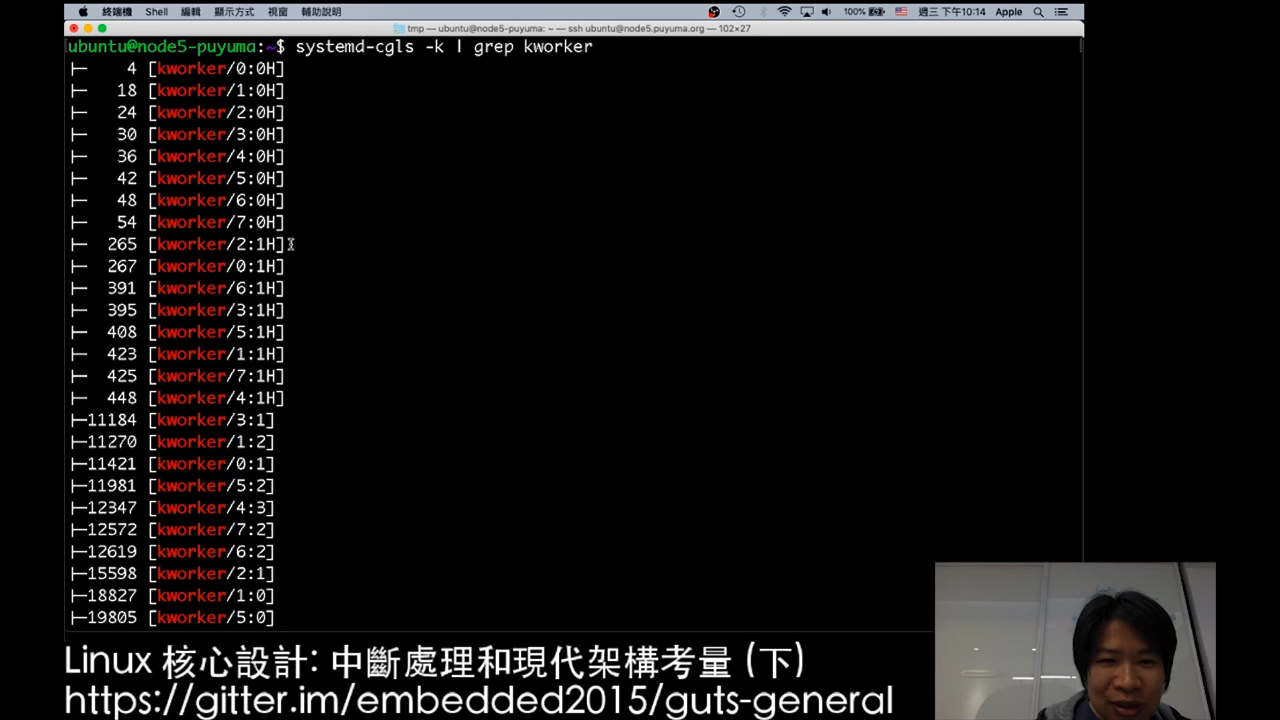 終端機 Shell 編輯 顯示方式 視窗 輔助說明 100% 週三 下午10:14 Apple
tmp — ubuntu@node5-puyuma: ~ — ssh ubuntu@node5.puyuma.org — 102×27
ubuntu@node5-puyuma:~$ systemd-cgls -k | grep kworker
├─    4 [kworker/0:0H]
├─   18 [kworker/1:0H]
├─   24 [kworker/2:0H]
├─   30 [kworker/3:0H]
├─   36 [kworker/4:0H]
├─   42 [kworker/5:0H]
├─   48 [kworker/6:0H]
├─   54 [kworker/7:0H]
├─  265 [kworker/2:1H]
├─  267 [kworker/0:1H]
├─  391 [kworker/6:1H]
├─  395 [kworker/3:1H]
├─  408 [kworker/5:1H]
├─  423 [kworker/1:1H]
├─  425 [kworker/7:1H]
├─  448 [kworker/4:1H]
├─11184 [kworker/3:1]
├─11270 [kworker/1:2]
├─11421 [kworker/0:1]
├─11981 [kworker/5:2]
├─12347 [kworker/4:3]
├─12572 [kworker/7:2]
├─12619 [kworker/6:2]
├─15598 [kworker/2:1]
├─18827 [kworker/1:0]
├─19805 [kworker/5:0]
Linux 核心設計: 中斷處理和現代架構考量 (下)
https://gitter.im/embedded2015/guts-general